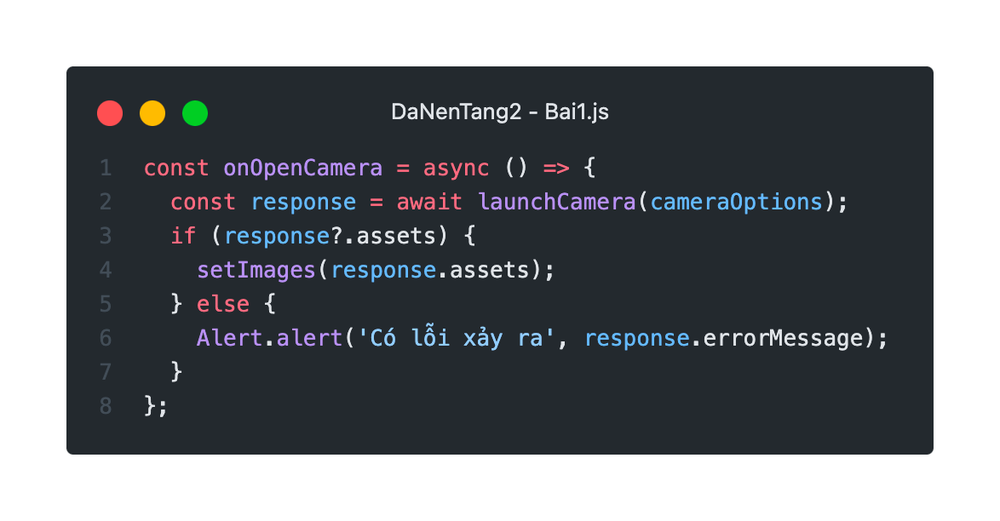 DaNenTang2 - Bai1.js
1 const onOpenCamera = async () => {
2   const response = await launchCamera(cameraOptions);
3   if (response?.assets) {
4     setImages(response.assets);
5   } else {
6     Alert.alert('Có lỗi xảy ra', response.errorMessage);
7   }
8 };